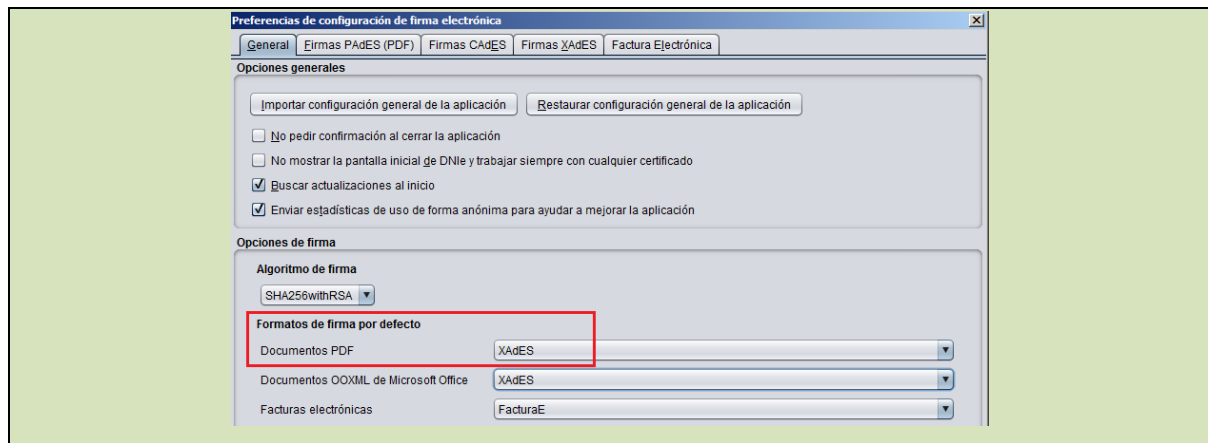 Preferencias de configuración de firma electrónica
General Firmas PAdES (PDF) Firmas CAdES Firmas XAdES Factura Electrónica
Opciones generales
Importar configuración general de la aplicación Restaurar configuración general de la aplicación
No pedir confirmación al cerrar la aplicación
No mostrar la pantalla inicial de DNIe y trabajar siempre con cualquier certificado
Buscar actualizaciones al inicio
Enviar estadísticas de uso de forma anónima para ayudar a mejorar la aplicación
Opciones de firma
Algoritmo de firma
SHA256withRSA
Formatos de firma por defecto
Documentos PDF XAdES
Documentos OOXML de Microsoft Office XAdES
Facturas electrónicas FacturaE